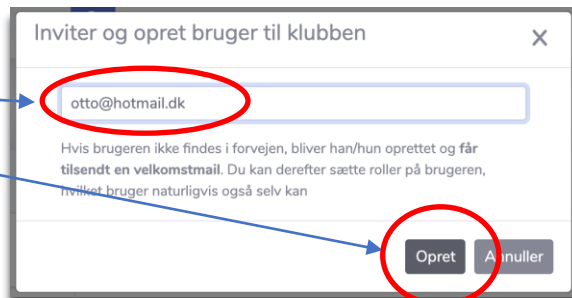 Inviter og opret bruger til klubben
otto@hotmail.dk
Hvis brugeren ikke findes i forvejen, bliver han/hun oprettet og får
tilsendt en velkomstmail. Du kan derefter sætte roller på brugeren,
hvilket bruger naturligvis også selv kan
Opret Annuller